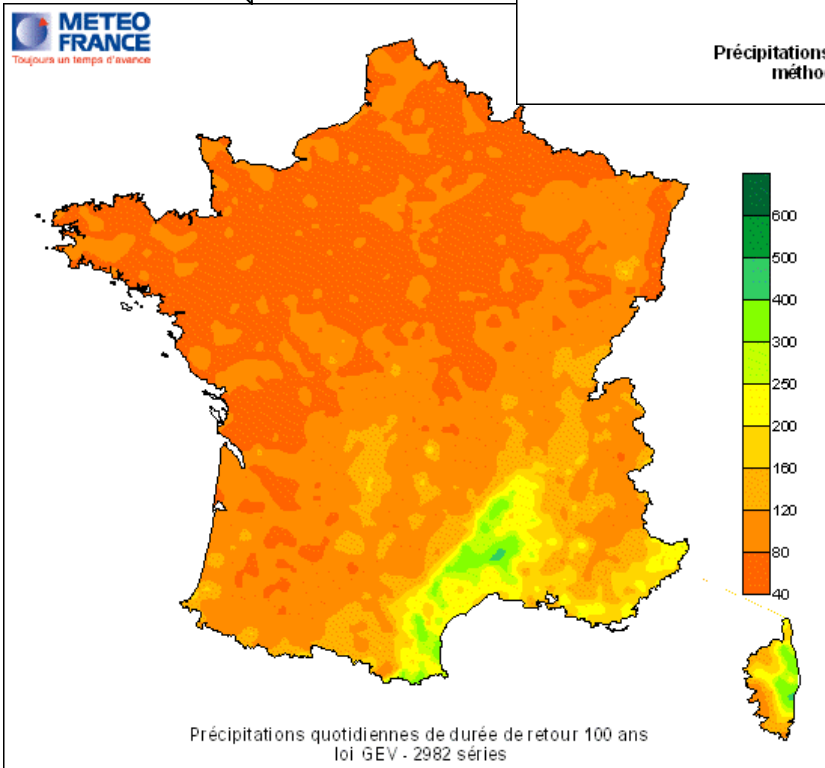 METEO
FRANCE
Toujours un temps d'avance
Précipitations
métho
600
500
400
300
250
200
160
120
80
40
Précipitations quotidiennes de durée de retour 100 ans
loi GEV - 2982 séries